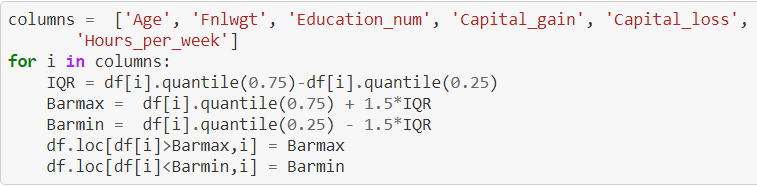 columns =  ['Age', 'Fnlwgt', 'Education_num', 'Capital_gain', 'Capital_loss',
       'Hours_per_week']
for i in columns:
    IQR = df[i].quantile(0.75)-df[i].quantile(0.25)
    Barmax =  df[i].quantile(0.75) + 1.5*IQR
    Barmin =  df[i].quantile(0.25) - 1.5*IQR
    df.loc[df[i]>Barmax,i] = Barmax
    df.loc[df[i]<Barmin,i] = Barmin